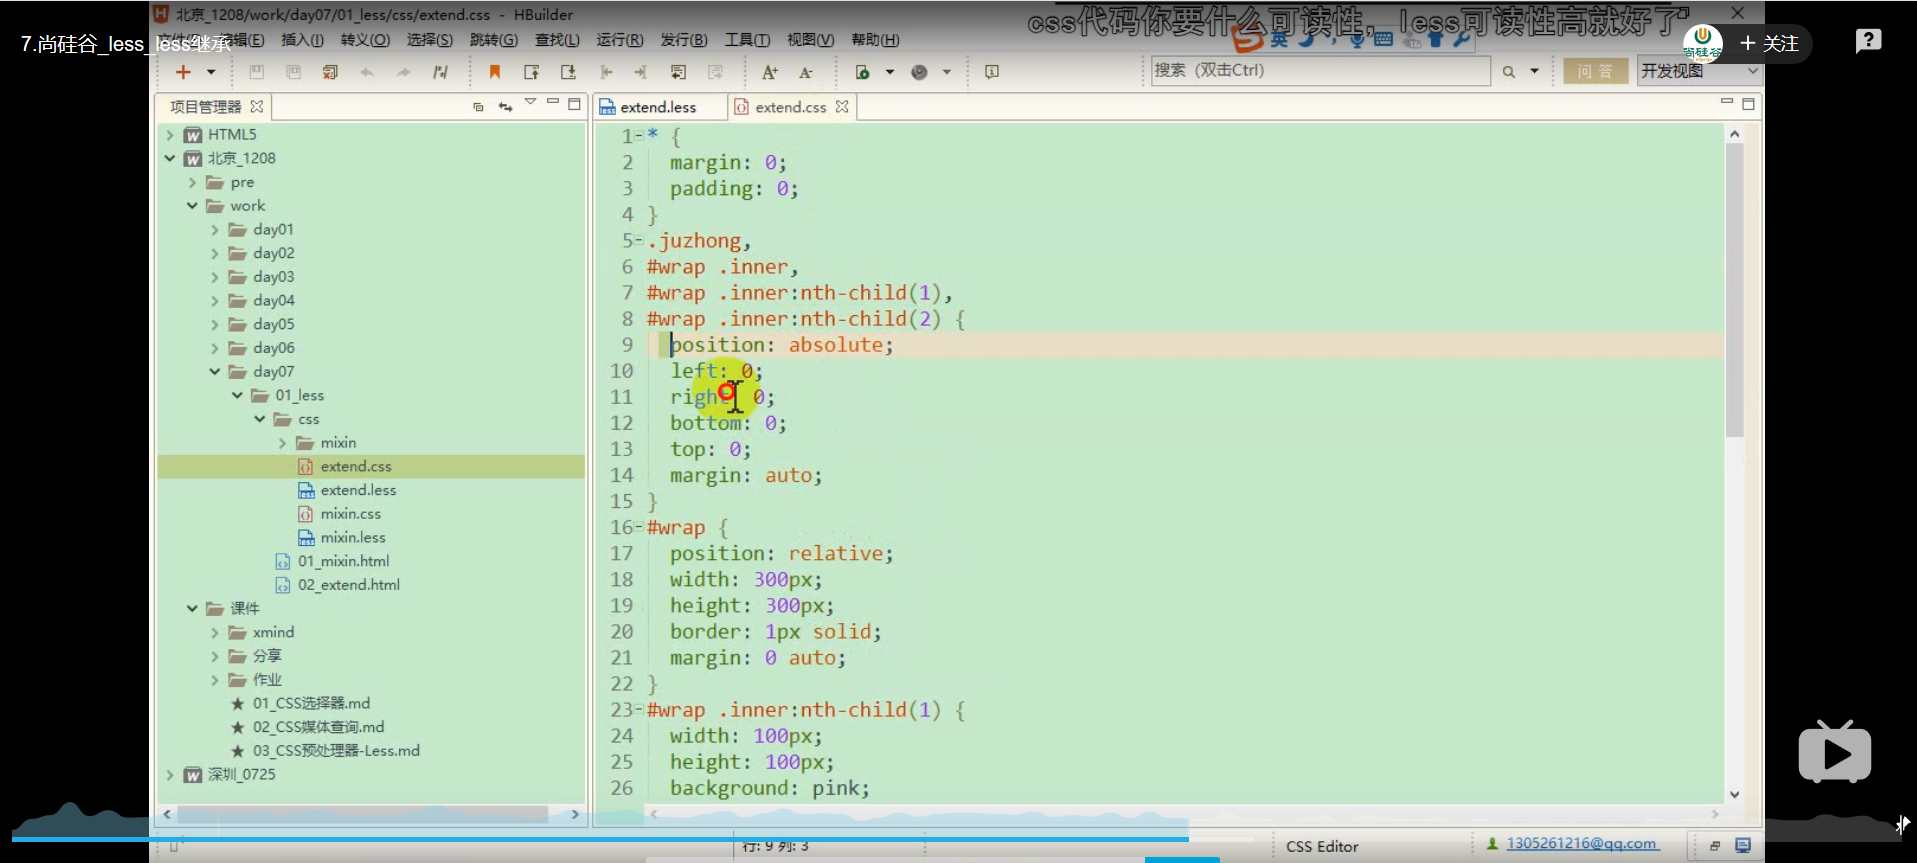 北京_1208/work/day07/01_less/css/extend.css - HBuilder
css代码你要什么可读性，less可读性高就好了
7.尚硅谷_less_less继承
编辑(E) 插入(I) 转义(O) 选择(S) 跳转(G) 查找(L) 运行(R) 发行(B) 工具(T) 视图(V) 帮助(H)
英
尚硅谷
+ 关注
搜索（双击Ctrl）
问答
开发视图
项目管理器
extend.less
extend.css
HTML5
北京_1208
pre
work
day01
day02
day03
day04
day05
day06
day07
01_less
css
mixin
extend.css
extend.less
mixin.css
mixin.less
01_mixin.html
02_extend.html
课件
xmind
分享
作业
01_CSS选择器.md
02_CSS媒体查询.md
03_CSS预处理器-Less.md
深圳_0725
1 * {
2 margin: 0;
3 padding: 0;
4 }
5 .juzhong,
6 #wrap .inner,
7 #wrap .inner:nth-child(1),
8 #wrap .inner:nth-child(2) {
9 position: absolute;
10 left: 0;
11 right: 0;
12 bottom: 0;
13 top: 0;
14 margin: auto;
15 }
16 #wrap {
17 position: relative;
18 width: 300px;
19 height: 300px;
20 border: 1px solid;
21 margin: 0 auto;
22 }
23 #wrap .inner:nth-child(1) {
24 width: 100px;
25 height: 100px;
26 background: pink;
行: 9 列: 3
CSS Editor
1305261216@qq.com